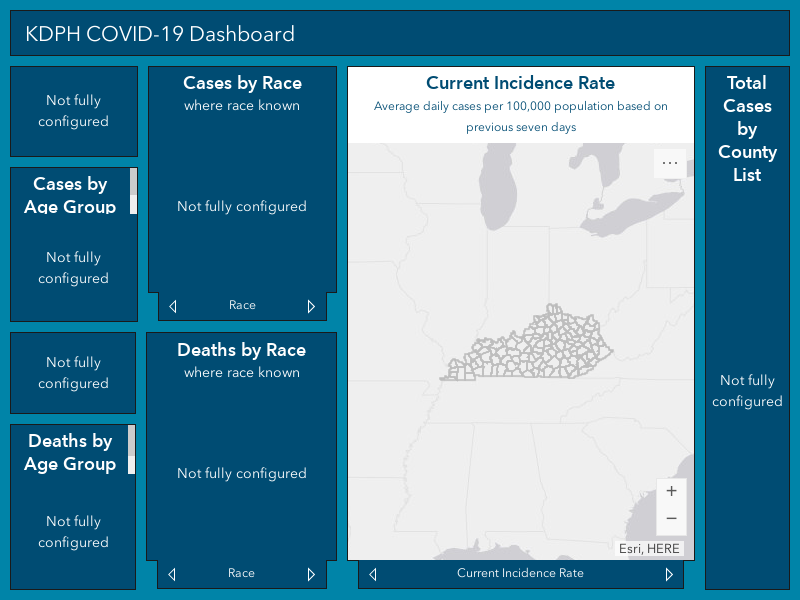 KDPH COVID-19 Dashboard
Not fully
configured
Cases by
Age Group
Not fully
configured
Not fully
configured
Deaths by
Age Group
Not fully
configured
Cases by Race
where race known
Not fully configured
Race
Deaths by Race
where race known
Not fully configured
Race
Current Incidence Rate
Average daily cases per 100,000 population based on
previous seven days
...
+
−
Esri, HERE
Current Incidence Rate
Total
Cases
by
County
List
Not fully
configured